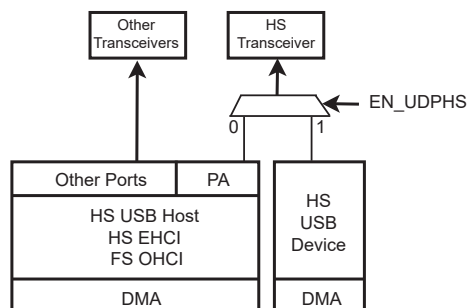 Other
Transceivers
HS
Transceiver
EN_UDPHS
0
1
Other Ports
PA
HS USB Host
HS EHCI
FS OHCI
HS
USB
Device
DMA
DMA